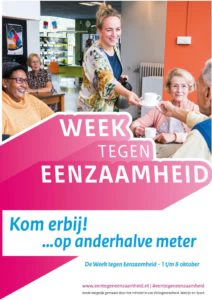 WEEK
TEGEN
EENZAAMHEID
Kom erbij!
...op anderhalve meter
De Week tegen Eenzaamheid - 1 t/m 8 oktober
www.eentegeneenzaamheid.nl | #eentegeneenzaamheid